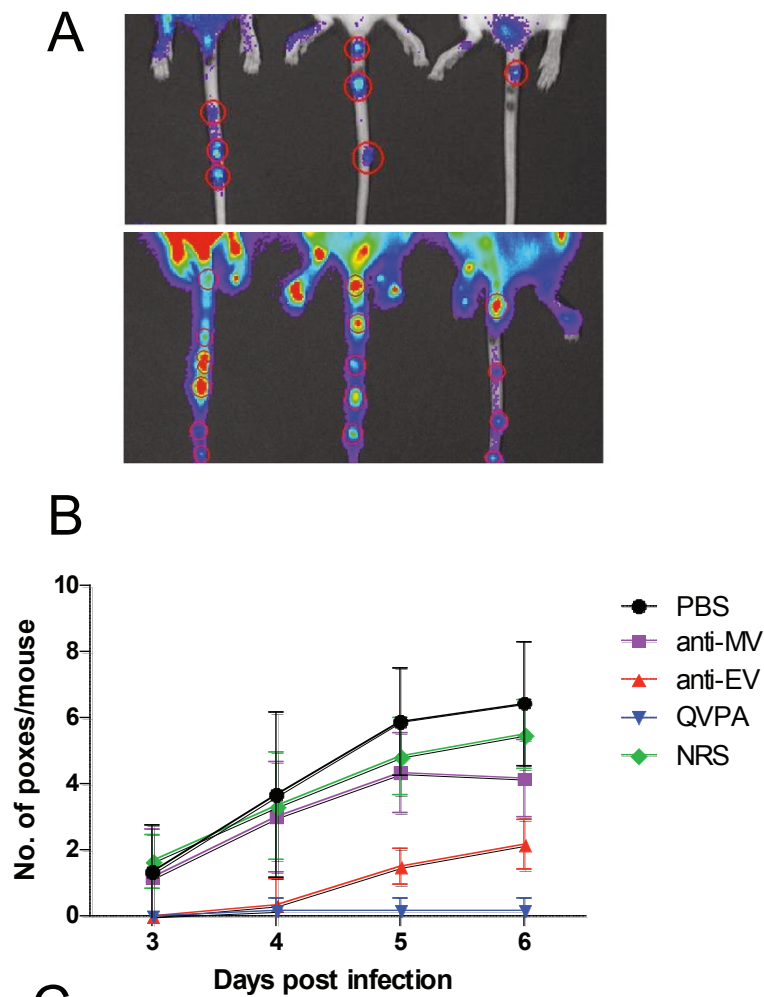 A
B
10
8
6
4
2
0
3 4 5 6
No. of poxes/mouse
Days post infection
PBS
anti-MV
anti-EV
QVPA
NRS